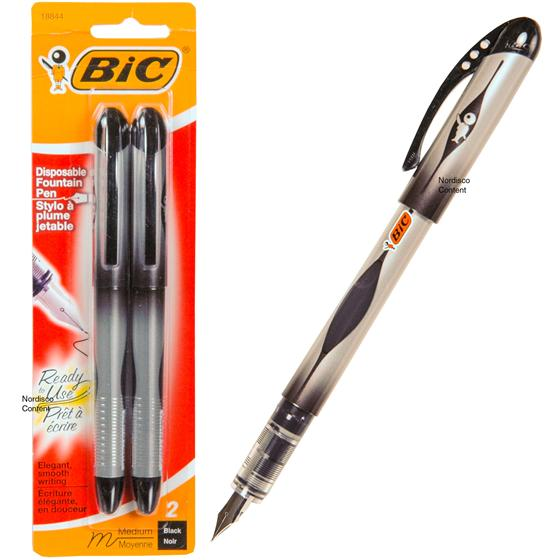 18844
BiC
Disposable
Fountain
Pen
Stylo à
plume
jetable
Ready
to Use
Prêt à
écrire
Nordisco
Content
Elegant,
smooth
writing
Écriture
élégante,
en douceur
m Medium
Moyenne
2
Black
Noir
Nordisco
Content
BiC